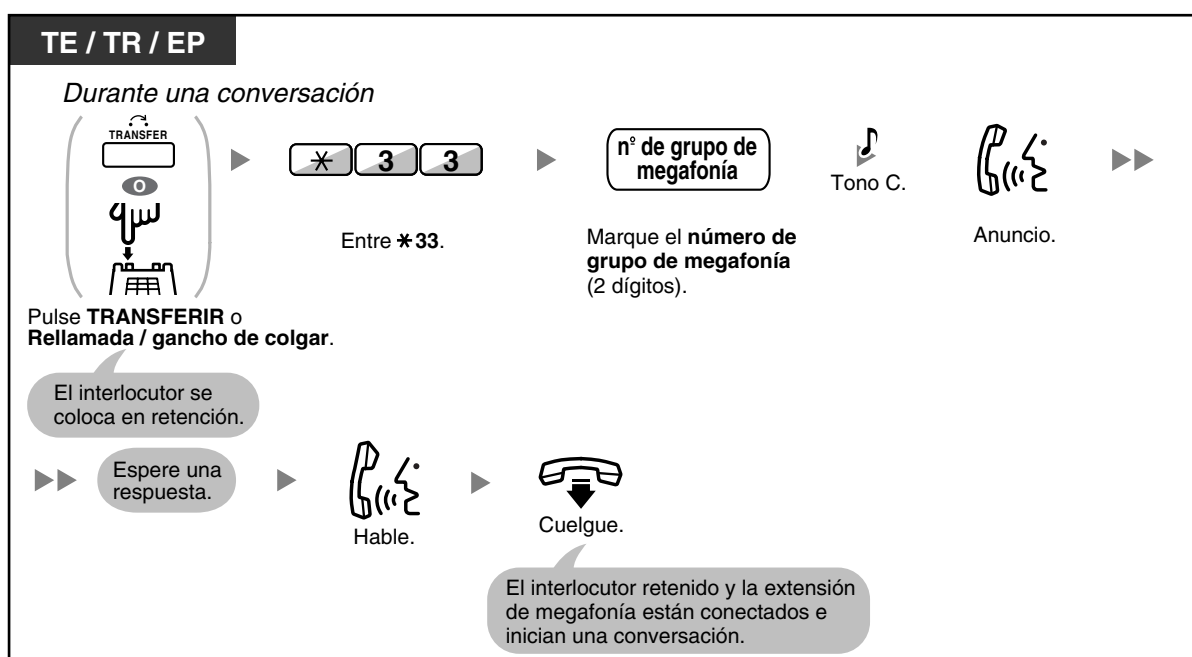 TE / TR / EP
Durante una conversación
TRANSFER
O
✳ 3 3
nº de grupo de
megafonía
Tono C.
Anuncio.
Entre ✳33.
Marque el número de
grupo de megafonía
(2 dígitos).
Pulse TRANSFERIR o
Rellamada / gancho de colgar.
El interlocutor se
coloca en retención.
Espere una
respuesta.
Hable.
Cuelgue.
El interlocutor retenido y la extensión
de megafonía están conectados e
inician una conversación.